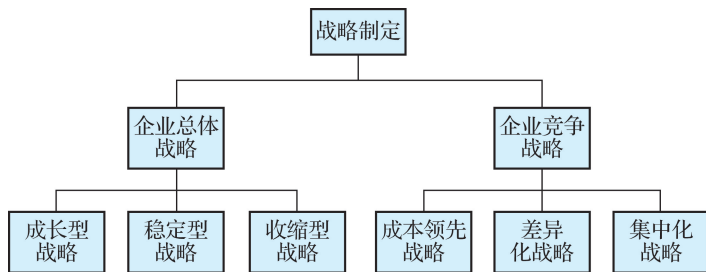 战略制定
企业总体
战略
企业竞争
战略
成长型
战略
稳定型
战略
收缩型
战略
成本领先
战略
差异
化战略
集中化
战略